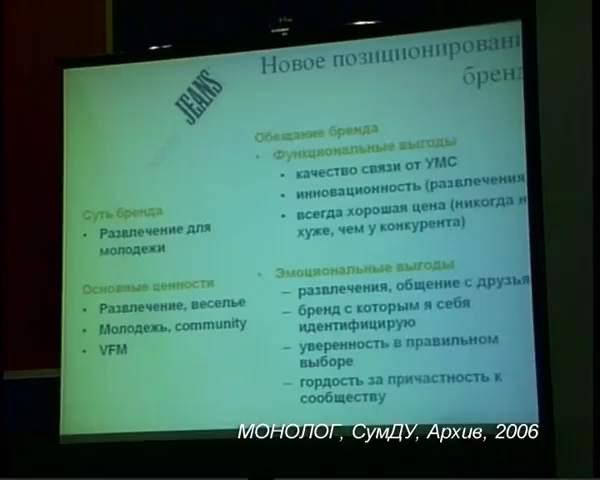 JEANS
Новое позиционировани
бренд
Обещание бренда
• Функциональные выгоды
• качество связи от УМС
• инновационность (развлечения
• всегда хорошая цена (никогда н
хуже, чем у конкурента)
Суть бренда
• Развлечение для
молодежи
Основные ценности
• Развлечение, веселье
• Молодежь, community
• VFM
• Эмоциональные выгоды
– развлечения, общение с друзья
– бренд с которым я себя
идентифицирую
– уверенность в правильном
выборе
– гордость за причастность к
сообществу
МОНОЛОГ, СумДУ, Архив, 2006